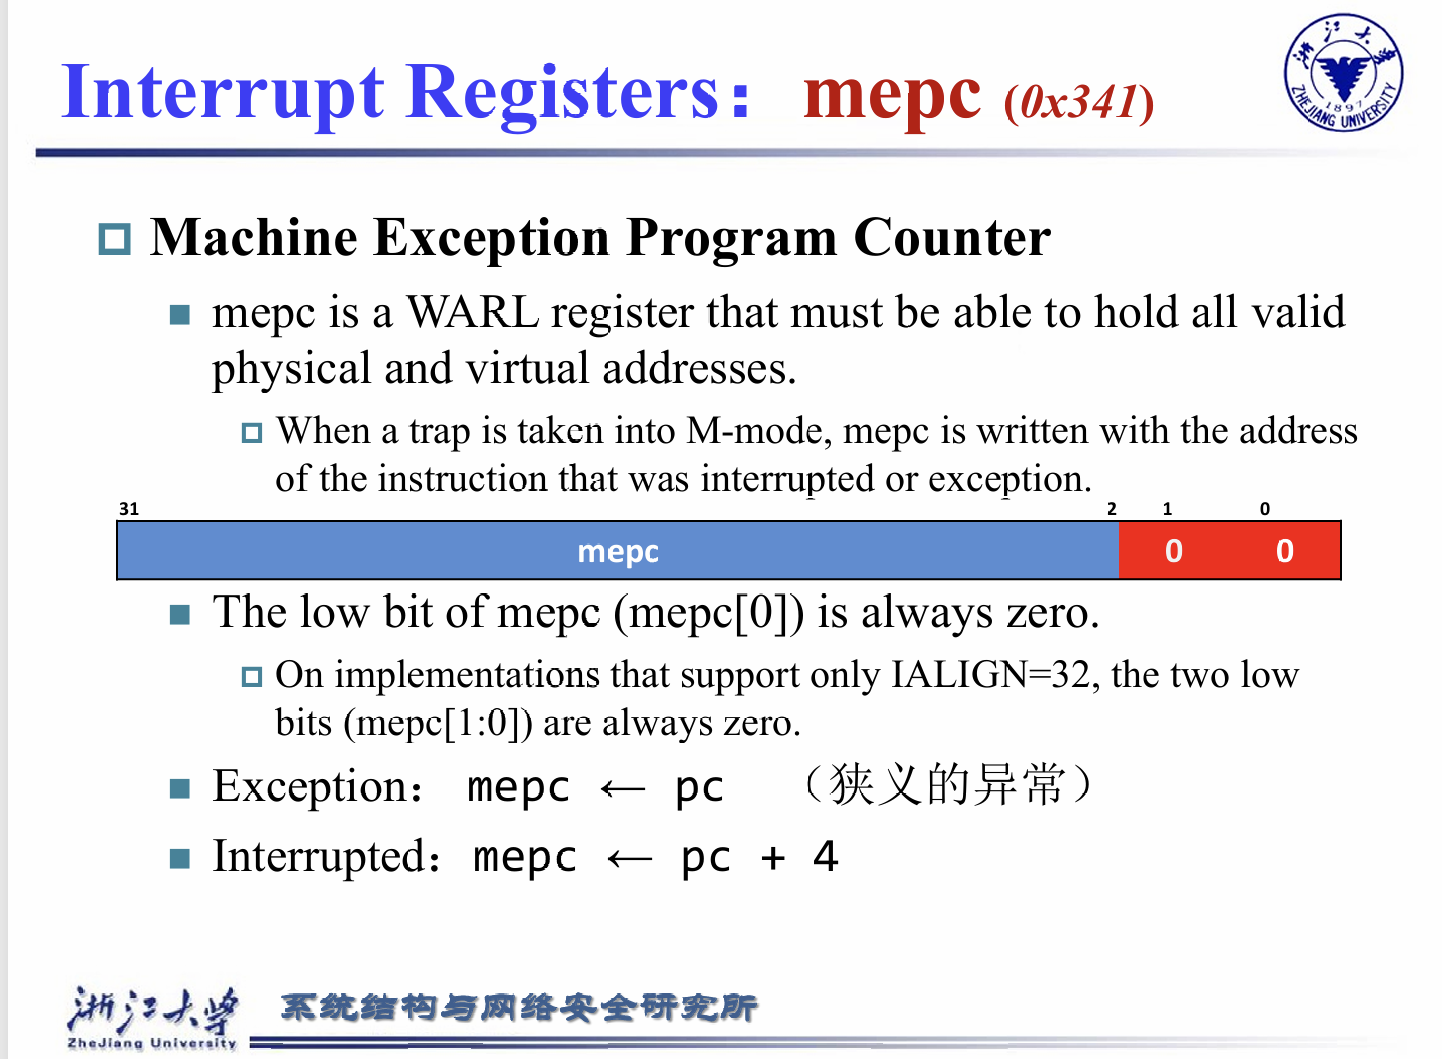 Interrupt Registers： mepc (0x341)
浙江大学
1897
ZHEJIANG UNIVERSITY
Machine Exception Program Counter
mepc is a WARL register that must be able to hold all valid
physical and virtual addresses.
When a trap is taken into M-mode, mepc is written with the address
of the instruction that was interrupted or exception.
31 2 1 0
mepc 0 0
The low bit of mepc (mepc[0]) is always zero.
On implementations that support only IALIGN=32, the two low
bits (mepc[1:0]) are always zero.
Exception： mepc ← pc （狭义的异常）
Interrupted：mepc ← pc + 4
浙江大学
ZheJiang University
系统结构与网络安全研究所